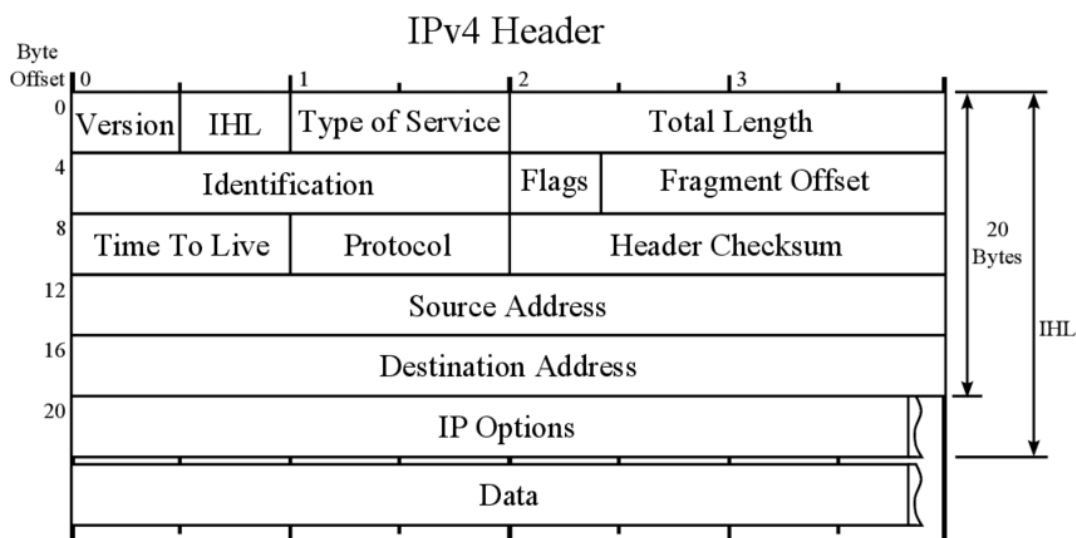 IPv4 Header
Byte
Offset
0 1 2 3
0 Version IHL Type of Service Total Length
4 Identification Flags Fragment Offset
8 Time To Live Protocol Header Checksum
20
Bytes
12 Source Address
IHL
16 Destination Address
20 IP Options
Data